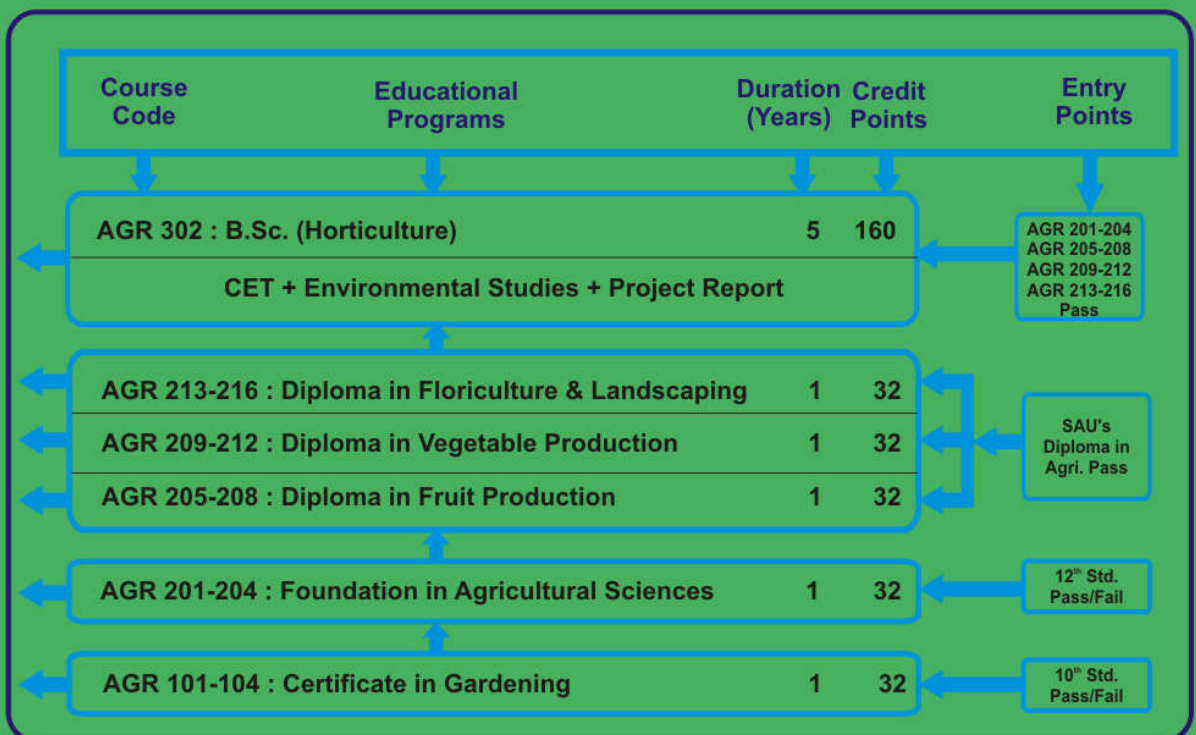 Course Code
Educational Programs
Duration (Years)
Credit Points
Entry Points
AGR 302 : B.Sc. (Horticulture) 5 160
CET + Environmental Studies + Project Report
AGR 201-204
AGR 205-208
AGR 209-212
AGR 213-216
Pass
AGR 213-216 : Diploma in Floriculture & Landscaping 1 32
AGR 209-212 : Diploma in Vegetable Production 1 32
AGR 205-208 : Diploma in Fruit Production 1 32
SAU's
Diploma in
Agri. Pass
AGR 201-204 : Foundation in Agricultural Sciences 1 32
12th Std.
Pass/Fail
AGR 101-104 : Certificate in Gardening 1 32
10th Std.
Pass/Fail